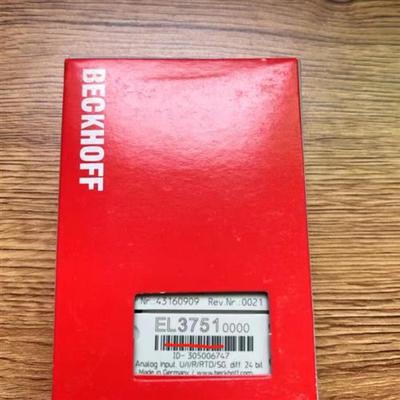 BECKHOFF
Nr.:43160909 Rev.Nr.:0021
EL3751 0000
ID- 305006747
Analog Input, U/I/R/RTD/SG, diff. 24 bit
Made in Germany / www.beckhoff.com